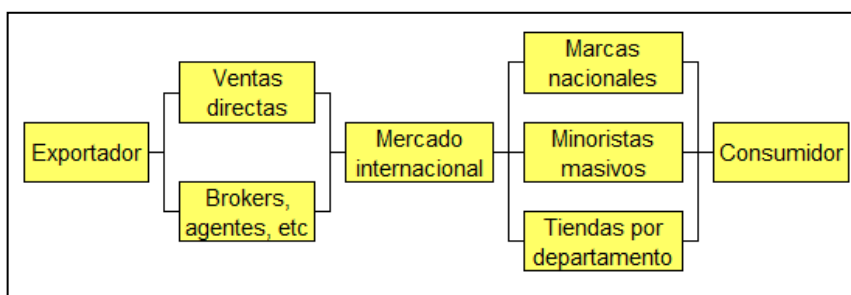 Exportador
Ventas
directas
Brokers,
agentes, etc
Mercado
internacional
Marcas
nacionales
Minoristas
masivos
Tiendas por
departamento
Consumidor